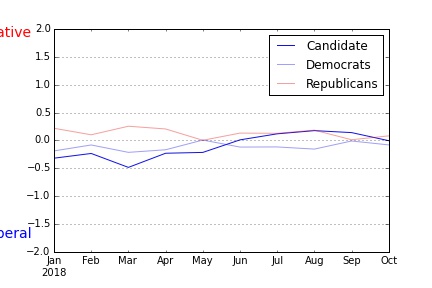 ative
peral
2.0
1.5
1.0
0.5
0.0
−0.5
−1.0
−1.5
−2.0
Jan Feb Mar Apr May Jun Jul Aug Sep Oct
2018
Candidate
Democrats
Republicans